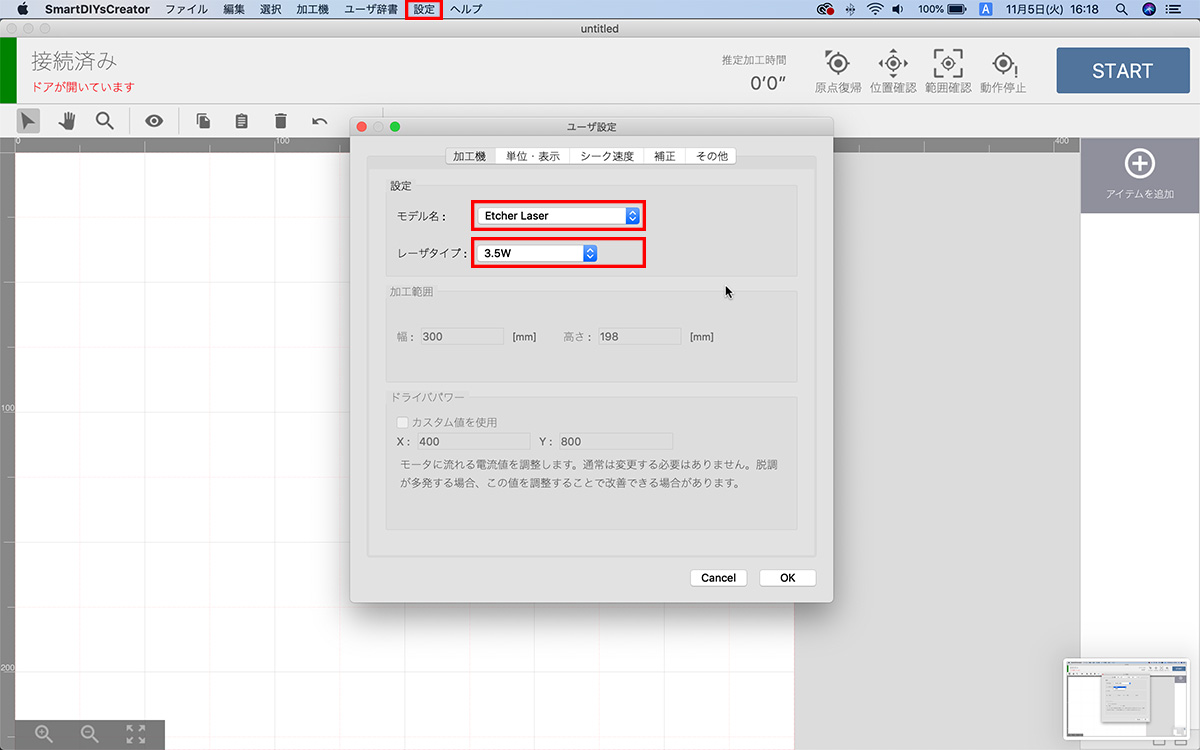 SmartDIYsCreator ファイル 編集 選択 加工機 ユーザ辞書 設定 ヘルプ 100% A 11月5日(火) 16:18
untitled
接続済み
ドアが開いています
推定加工時間
0’0”
原点復帰 位置確認 範囲確認 動作停止
START
0 100 400
ユーザ設定
加工機 単位・表示 シーク速度 補正 その他
アイテムを追加
設定
モデル名： Etcher Laser
レーザタイプ： 3.5W
加工範囲
幅： 300 [mm] 高さ： 198 [mm]
ドライバパワー
100
カスタム値を使用
X： 400 Y： 800
モータに流れる電流値を調整します。通常は変更する必要はありません。脱調
が多発する場合、この値を調整することで改善できる場合があります。
Cancel OK
200